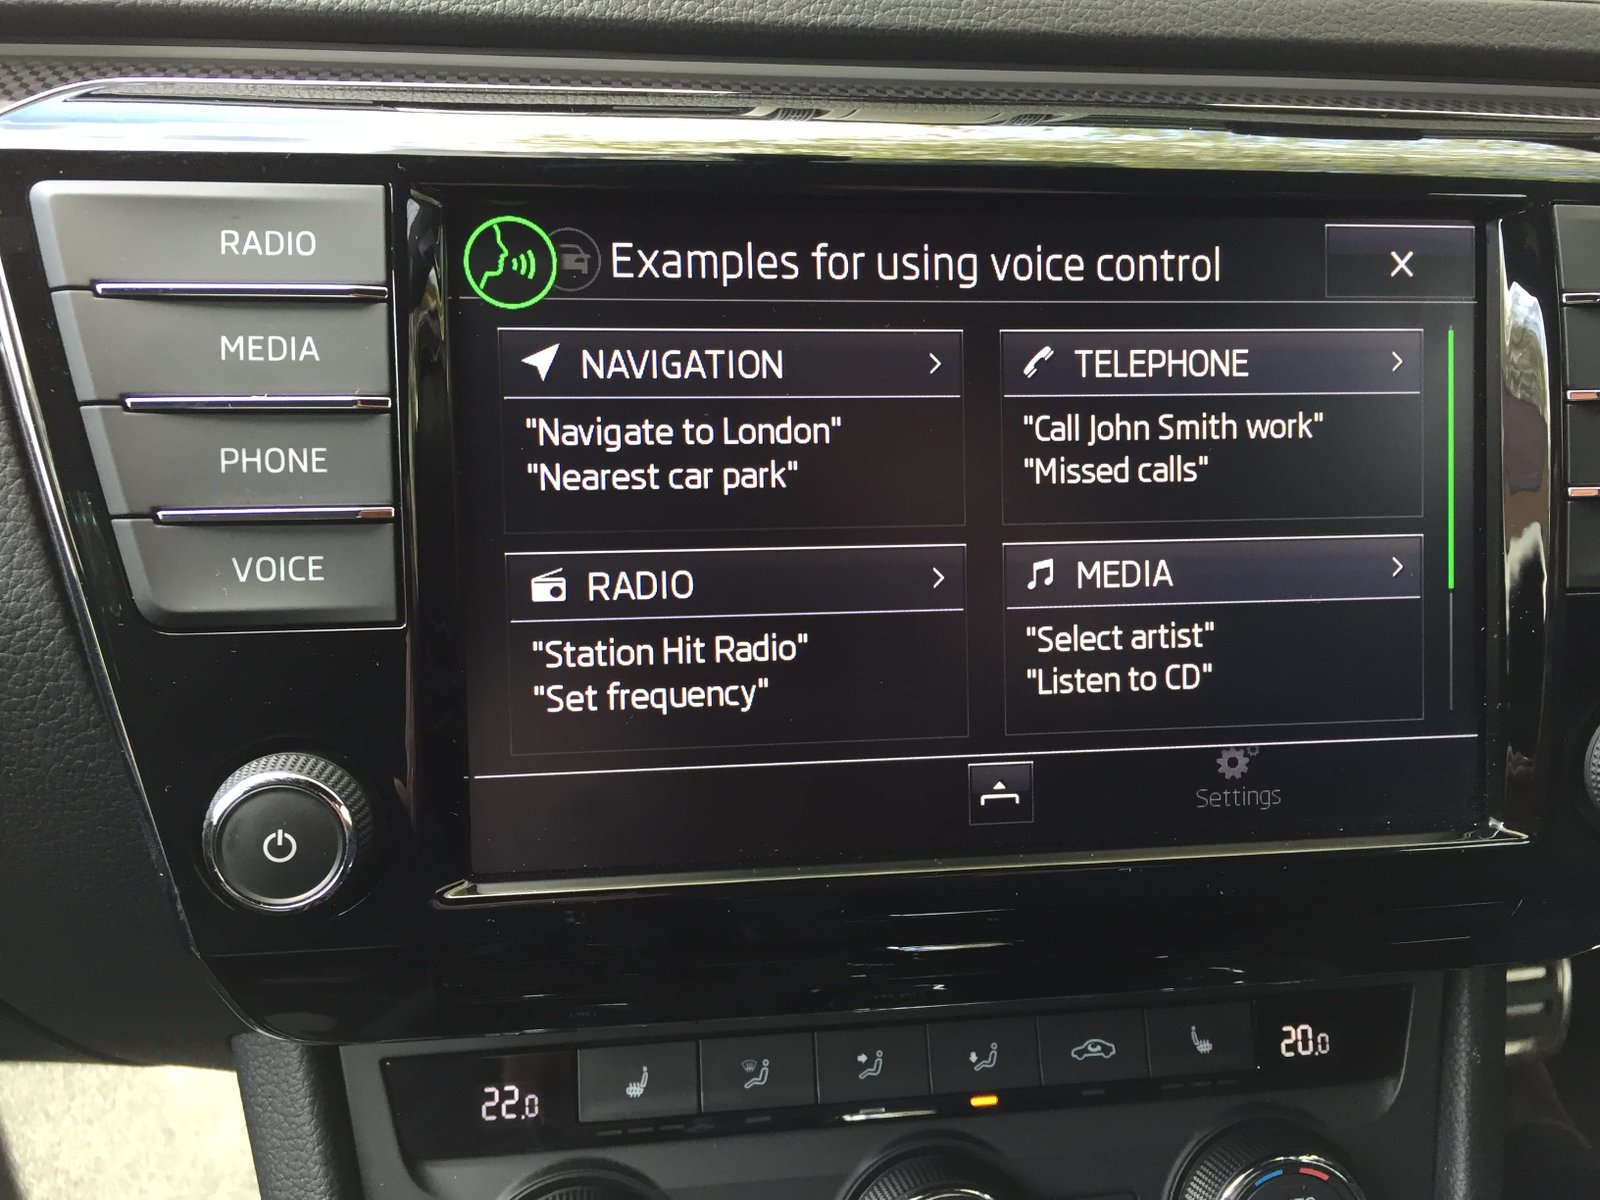 RADIO
MEDIA
PHONE
VOICE
Examples for using voice control
NAVIGATION
"Navigate to London"
"Nearest car park"
TELEPHONE
"Call John Smith work"
"Missed calls"
RADIO
"Station Hit Radio"
"Set frequency"
MEDIA
"Select artist"
"Listen to CD"
Settings
22.0
20.0